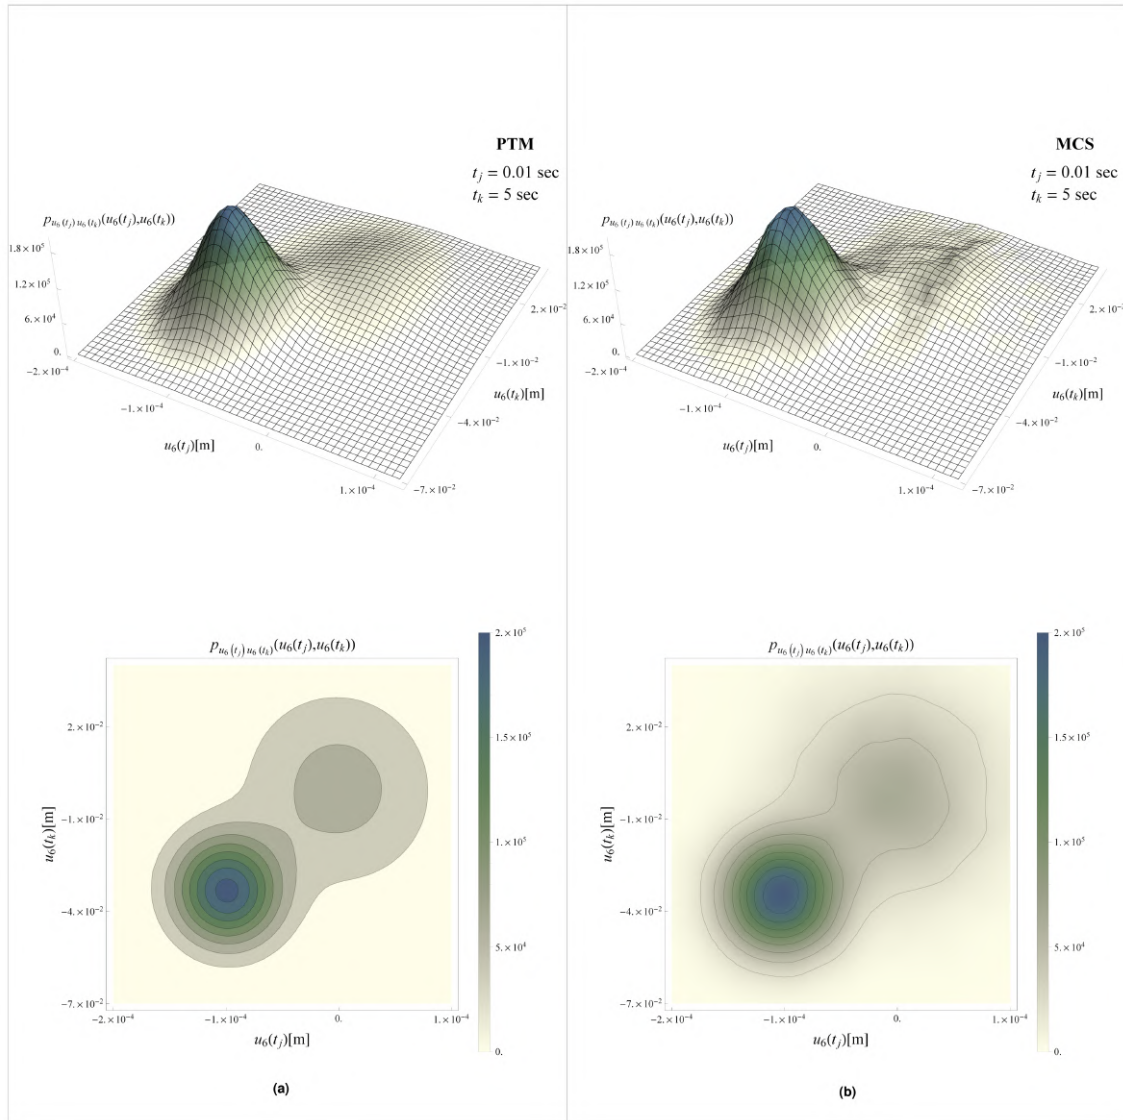 PTM
t_j = 0.01 sec
t_k = 5 sec
p_{u_6(t_j) u_6(t_k)}(u_6(t_j),u_6(t_k))
1.8×10^5
1.2×10^5
6.×10^4
0.
−2.×10^-4
−1.×10^-4
0.
1.×10^-4
u_6(t_j)[m]
2.×10^-2
−1.×10^-2
−4.×10^-2
−7.×10^-2
u_6(t_k)[m]
p_{u_6(t_j) u_6(t_k)}(u_6(t_j),u_6(t_k))
2.×10^-2
−1.×10^-2
−4.×10^-2
−7.×10^-2
u_6(t_k)[m]
−2.×10^-4
−1.×10^-4
0.
1.×10^-4
u_6(t_j)[m]
2.×10^5
1.5×10^5
1.×10^5
5.×10^4
0.
(a)
MCS
t_j = 0.01 sec
t_k = 5 sec
p_{u_6(t_j) u_6(t_k)}(u_6(t_j),u_6(t_k))
1.8×10^5
1.2×10^5
6.×10^4
0.
−2.×10^-4
−1.×10^-4
0.
1.×10^-4
u_6(t_j)[m]
2.×10^-2
−1.×10^-2
−4.×10^-2
−7.×10^-2
u_6(t_k)[m]
p_{u_6(t_j) u_6(t_k)}(u_6(t_j),u_6(t_k))
2.×10^-2
−1.×10^-2
−4.×10^-2
−7.×10^-2
u_6(t_k)[m]
−2.×10^-4
−1.×10^-4
0.
1.×10^-4
u_6(t_j)[m]
2.×10^5
1.5×10^5
1.×10^5
5.×10^4
0.
(b)